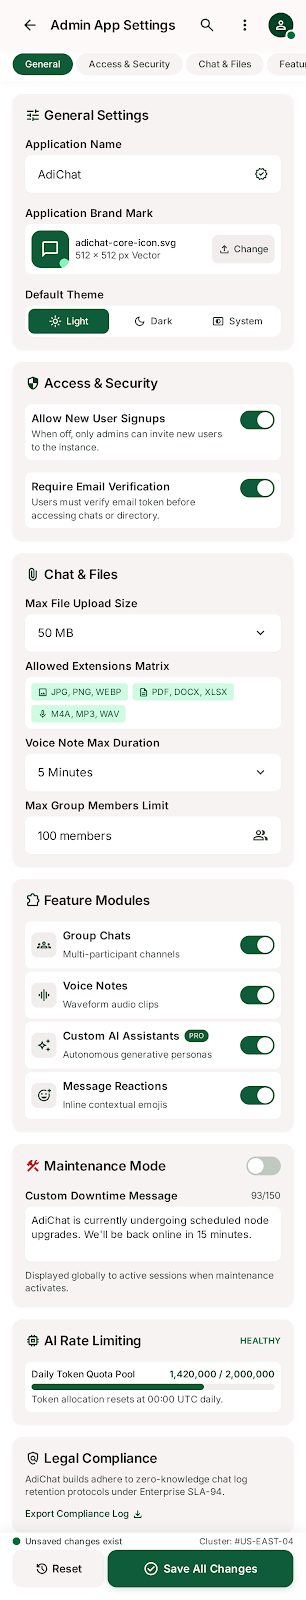 Admin App Settings
General
Access & Security
Chat & Files
General Settings
Application Name
AdiChat
Application Brand Mark
adichat-core-icon.svg
512 × 512 px Vector
Change
Default Theme
Light
Dark
System
Access & Security
Allow New User Signups
When off, only admins can invite new users
to the instance.
Require Email Verification
Users must verify email token before
accessing chats or directory.
Chat & Files
Max File Upload Size
50 MB
Allowed Extensions Matrix
JPG, PNG, WEBP
PDF, DOCX, XLSX
M4A, MP3, WAV
Voice Note Max Duration
5 Minutes
Max Group Members Limit
100 members
Feature Modules
Group Chats
Multi-participant channels
Voice Notes
Waveform audio clips
Custom AI Assistants PRO
Autonomous generative personas
Message Reactions
Inline contextual emojis
Maintenance Mode
Custom Downtime Message 93/150
AdiChat is currently undergoing scheduled node
upgrades. We'll be back online in 15 minutes.
Displayed globally to active sessions when maintenance
activates.
AI Rate Limiting HEALTHY
Daily Token Quota Pool 1,420,000 / 2,000,000
Token allocation resets at 00:00 UTC daily.
Legal Compliance
AdiChat builds adhere to zero-knowledge chat log
retention protocols under Enterprise SLA-94.
Export Compliance Log
Unsaved changes exist Cluster: #US-EAST-04
Reset
Save All Changes